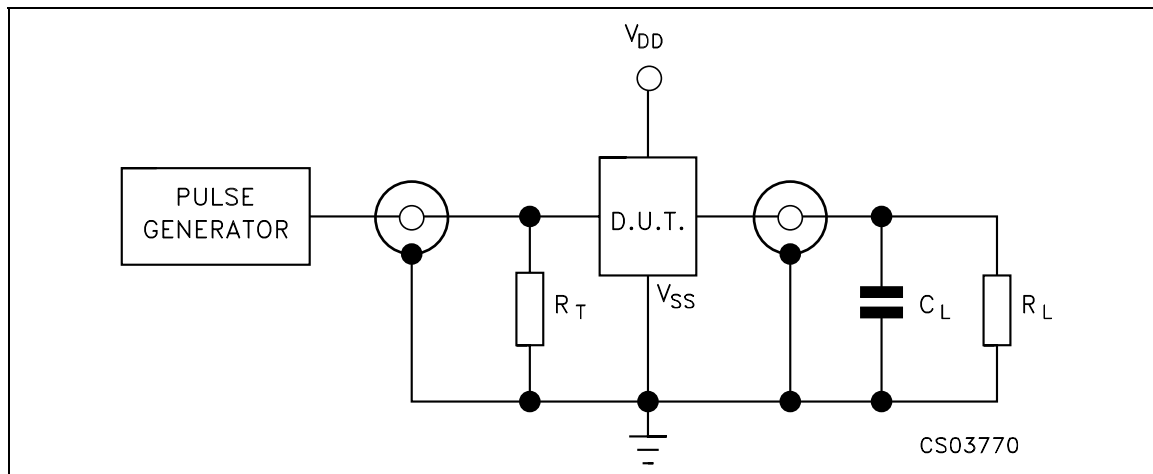 VDD
PULSE
GENERATOR
D.U.T.
RT
VSS
CL
RL
CS03770